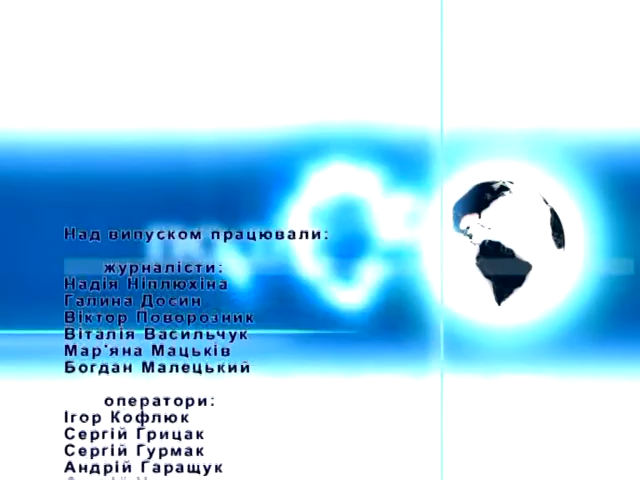 Над випуском працювали:
журналісти:
Надія Ніплюхіна
Галина Досин
Віктор Поворозник
Віталія Васильчук
Мар'яна Мацьків
Богдан Малецький
оператори:
Ігор Кофлюк
Сергій Грицак
Сергій Гурмак
Андрій Гаращук